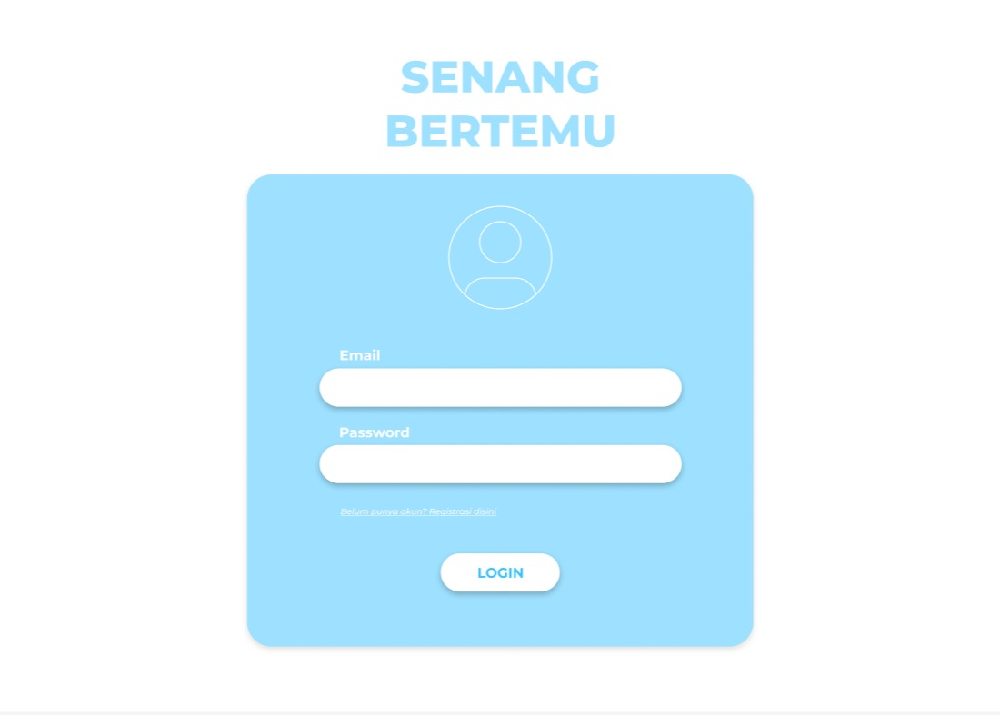 SENANG
BERTEMU
Email
Password
Belum punya akun? Registrasi disini
LOGIN